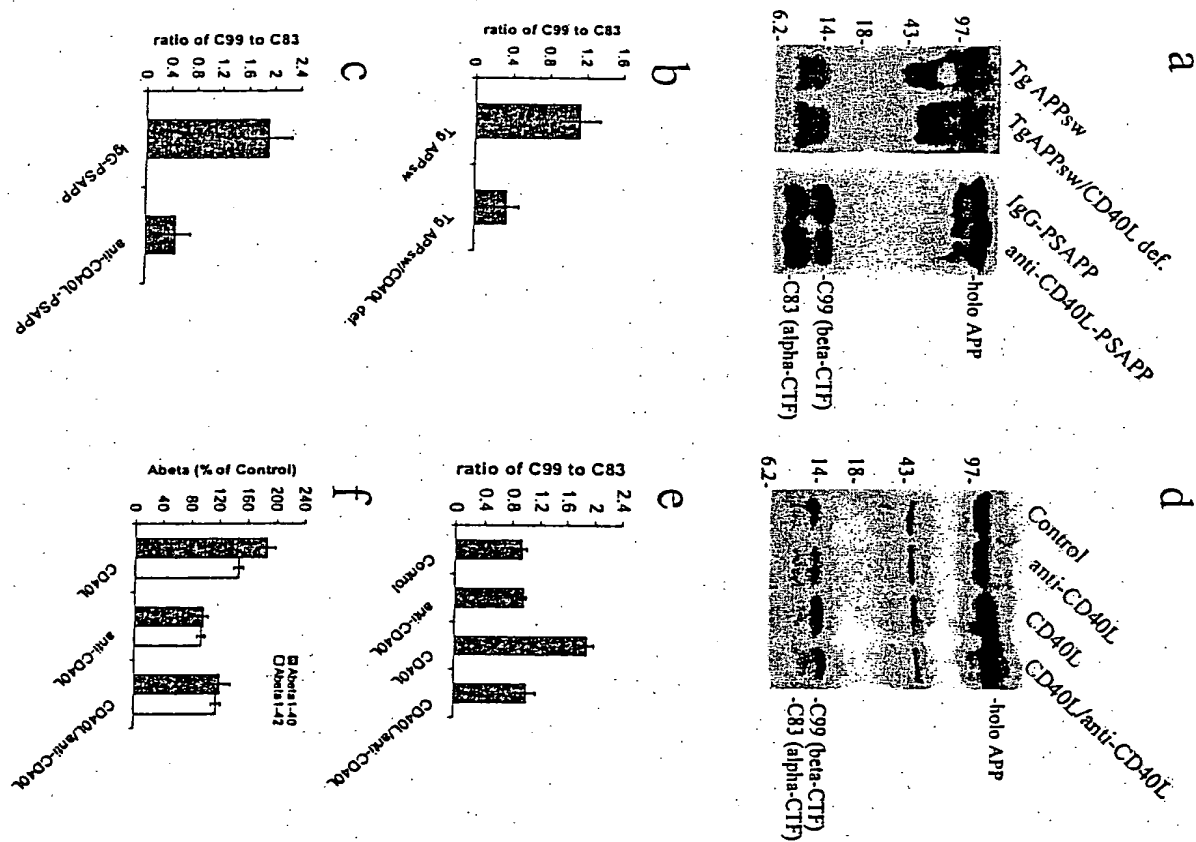 a
Tg APPsw
TgAPPsw/CD40L def.
IgG-PSAPP
anti-CD40L-PSAPP
97-
43-
18-
14-
6.2-
-holo APP
-C99 (beta-CTF)
-C83 (alpha-CTF)
b
ratio of C99 to C83
1.6
1.2
0.8
0.4
0
Tg APPsw
Tg APPsw/CD40L def.
c
ratio of C99 to C83
2.4
2
1.6
1.2
0.8
0.4
0
IgG-PSAPP
anti-CD40L-PSAPP
d
Control
anti-CD40L
CD40L
CD40L/anti-CD40L
97-
43-
18-
14-
6.2-
-holo APP
-C99 (beta-CTF)
-C83 (alpha-CTF)
e
ratio of C99 to C83
2.4
2
1.6
1.2
0.8
0.4
0
Control
anti-CD40L
CD40L
CD40L/anti-CD40L
f
Abeta (% of Control)
240
200
160
120
80
40
0
Abeta1-40
Abeta1-42
CD40L
anti-CD40L
CD40L/anti-CD40L